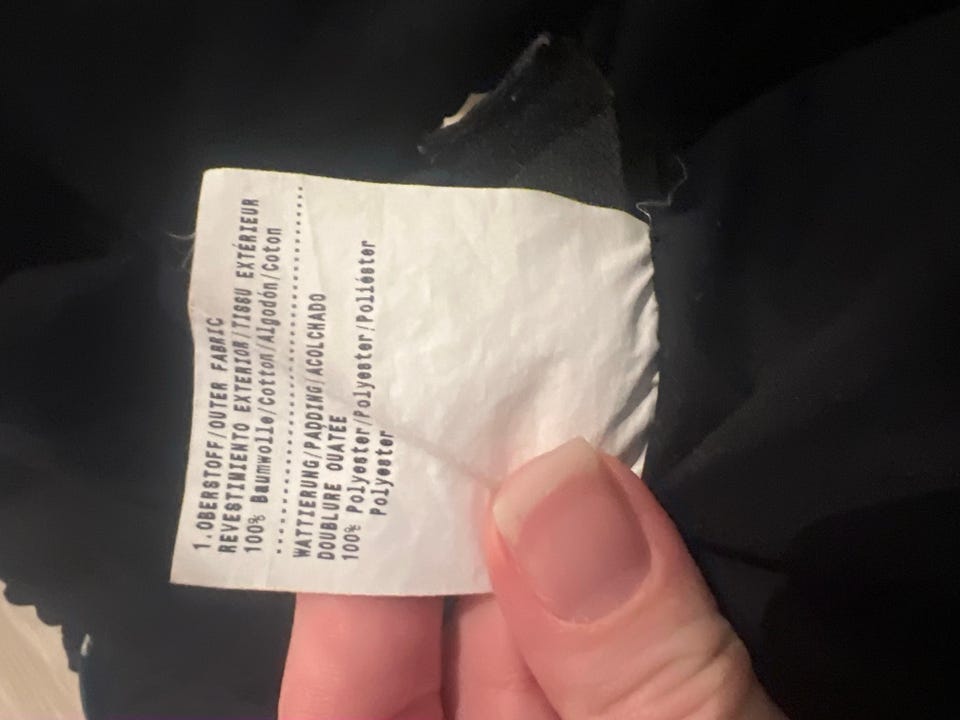 1.OBERSTOFF/OUTER FABRIC
REVESTIMIENTO EXTERIOR/TISSU EXTÉRIEUR
100% Baumwolle/Cotton/Algodón/Coton
WATTIERUNG/PADDING/ACOLCHADO
DOUBLURE OUATÉE
100% Polyester/Polyester/Poliéster
Polyester